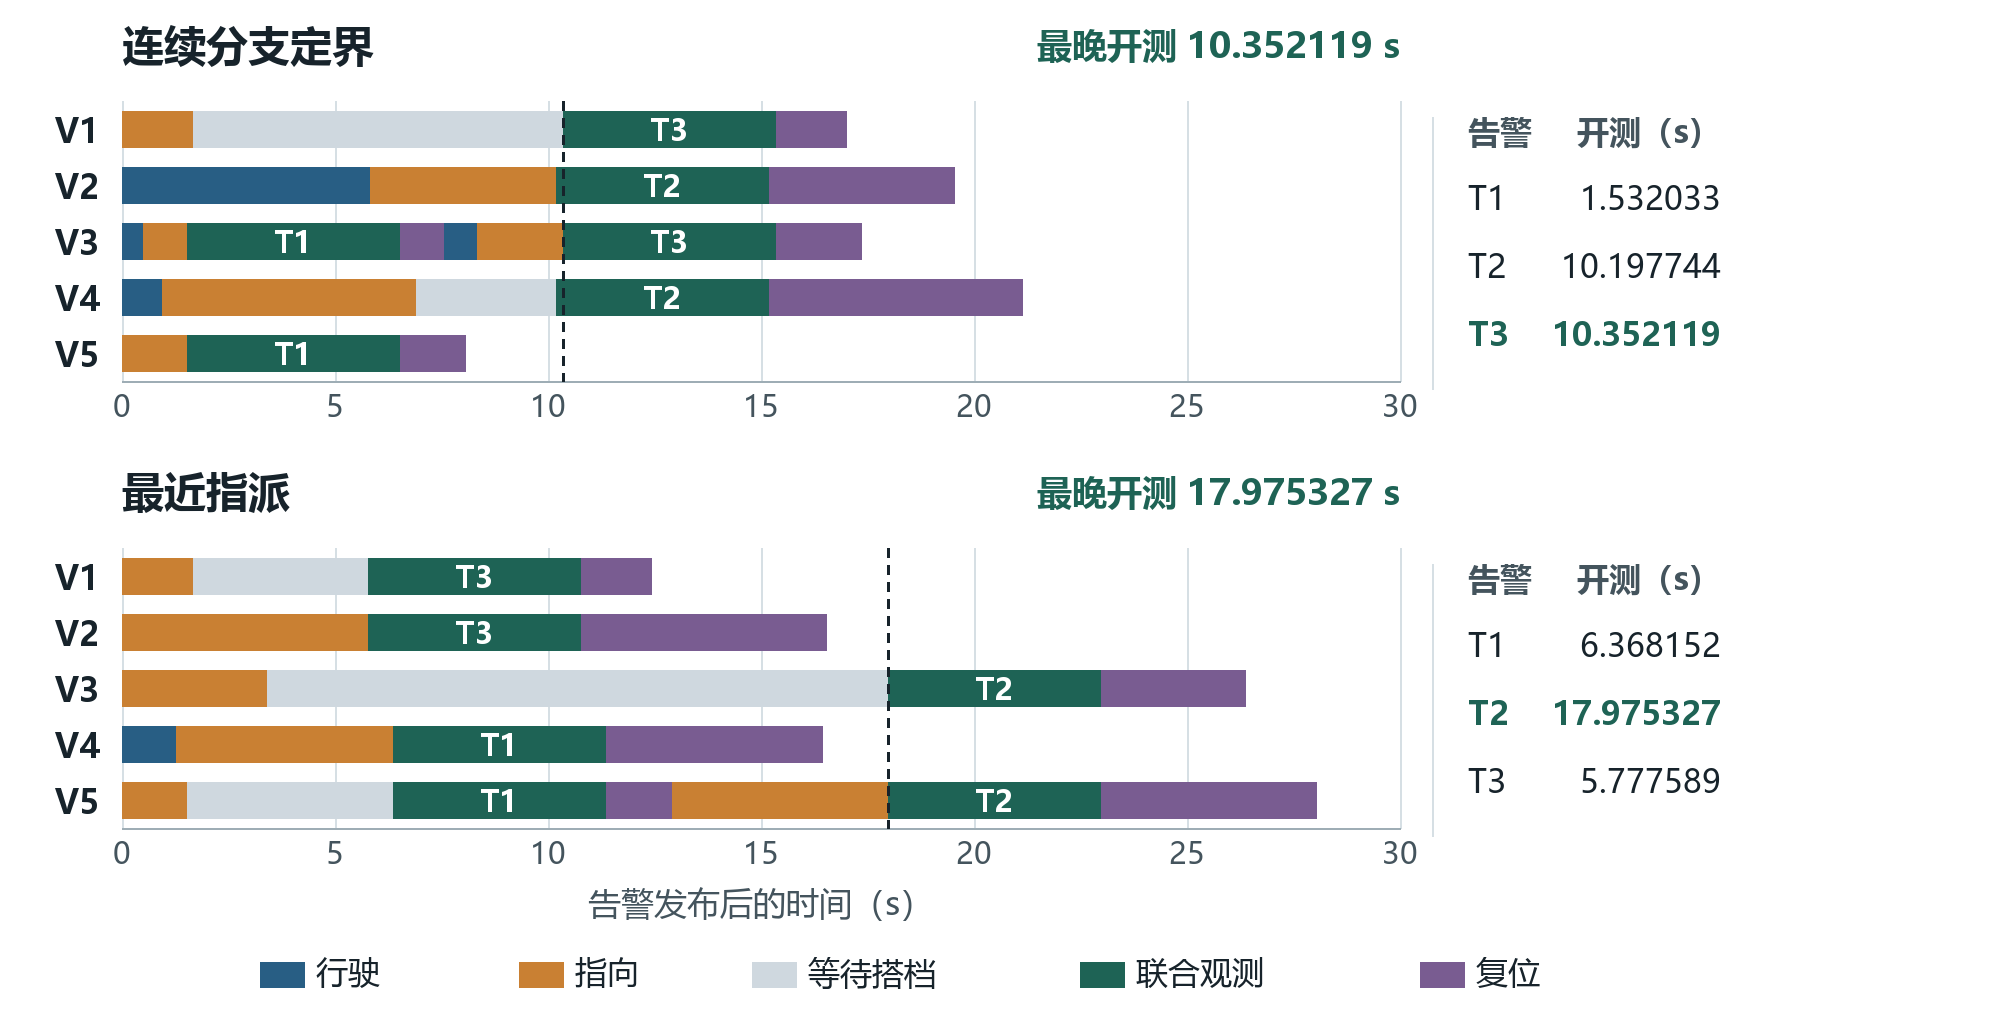 连续分支定界 最晚开测 10.352119 s
V1 T3
V2 T2
V3 T1 T3
V4 T2
V5 T1
0 5 10 15 20 25 30
告警 开测（s）
T1 1.532033
T2 10.197744
T3 10.352119
最近指派 最晚开测 17.975327 s
V1 T3
V2 T3
V3 T2
V4 T1
V5 T1 T2
0 5 10 15 20 25 30
告警 开测（s）
T1 6.368152
T2 17.975327
T3 5.777589
告警发布后的时间（s）
行驶 指向 等待搭档 联合观测 复位